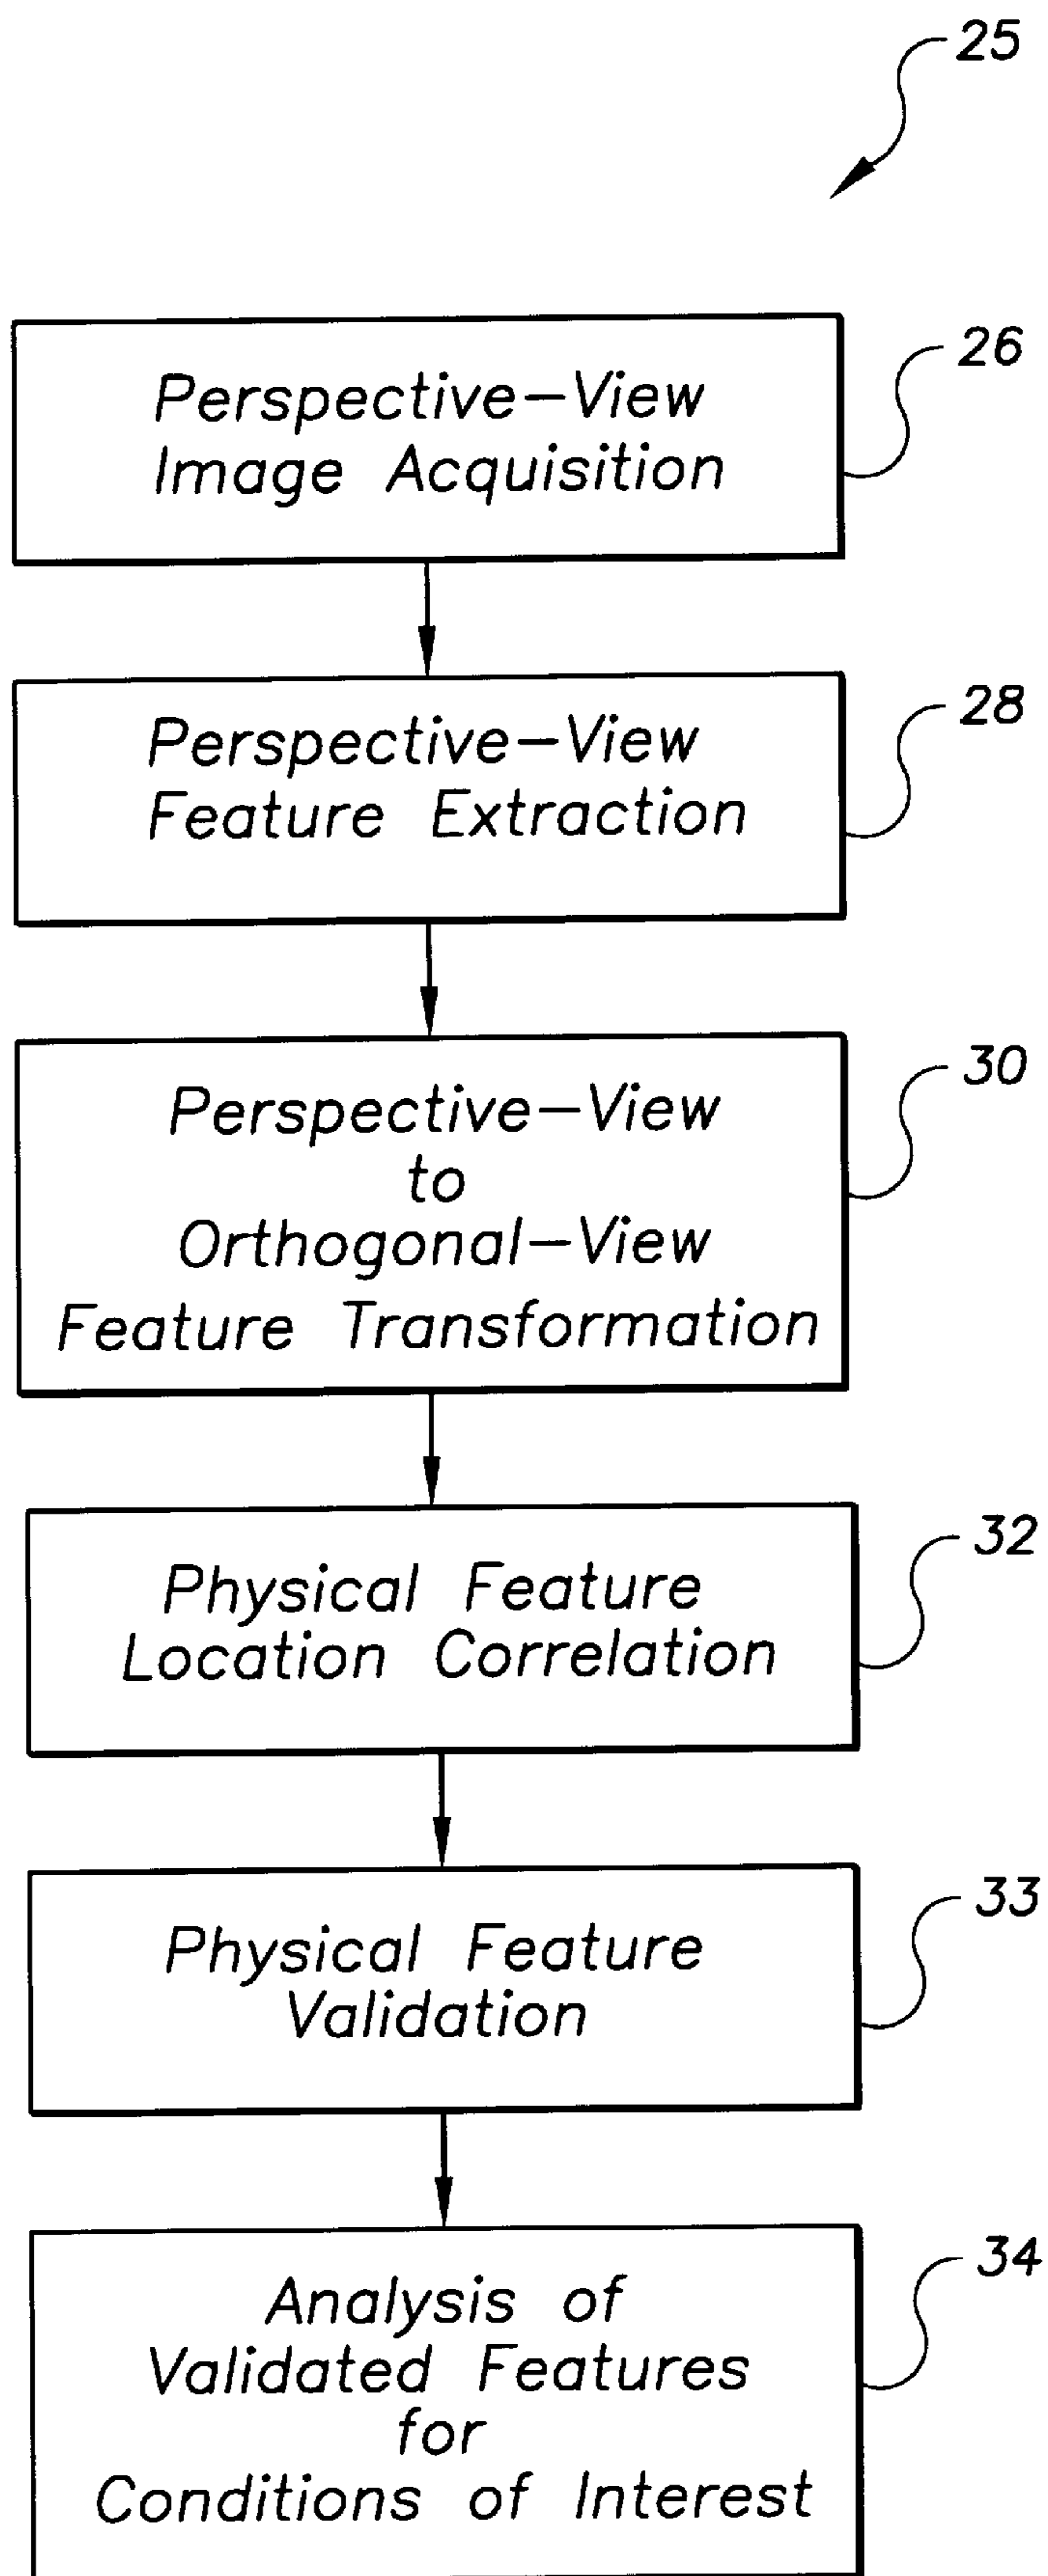 25
26
Perspective-View
Image Acquisition
28
Perspective-View
Feature Extraction
30
Perspective-View
to
Orthogonal-View
Feature Transformation
32
Physical Feature
Location Correlation
33
Physical Feature
Validation
34
Analysis of
Validated Features
for
Conditions of Interest